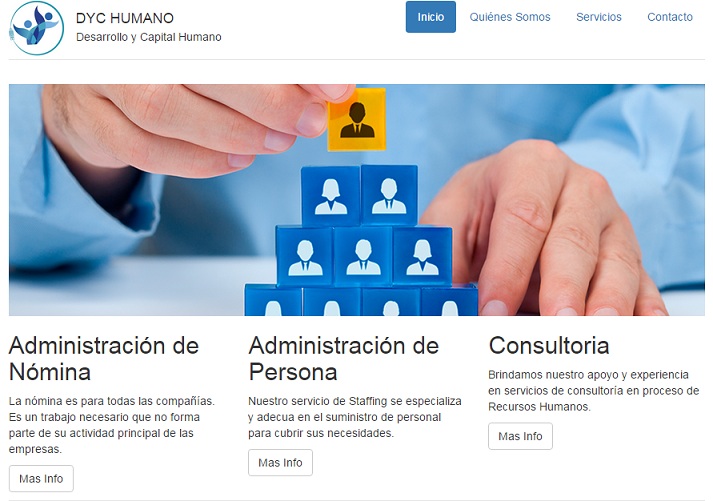 DYC HUMANO
Desarrollo y Capital Humano
Inicio
Quiénes Somos
Servicios
Contacto
Administración de
Nómina
La nómina es para todas las compañías.
Es un trabajo necesario que no forma
parte de su actividad principal de las
empresas.
Mas Info
Administración de
Persona
Nuestro servicio de Staffing se especializa
y adecua en el suministro de personal
para cubrir sus necesidades.
Mas Info
Consultoria
Brindamos nuestro apoyo y experiencia
en servicios de consultoría en proceso de
Recursos Humanos.
Mas Info